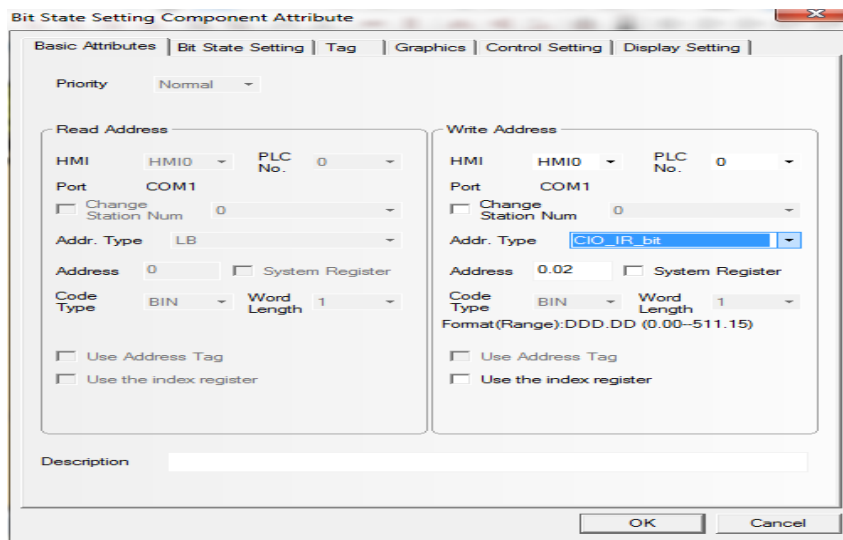 Bit State Setting Component Attribute
Basic Attributes Bit State Setting Tag Graphics Control Setting Display Setting
Priority Normal
Read Address
HMI HMI0 PLC No. 0
Port COM1
Change Station Num 0
Addr. Type LB
Address 0 System Register
Code Type BIN Word Length 1
Use Address Tag
Use the index register
Write Address
HMI HMI0 PLC No. 0
Port COM1
Change Station Num 0
Addr. Type CIO_IR_bit
Address 0.02 System Register
Code Type BIN Word Length 1
Format(Range):DDD.DD (0.00--511.15)
Use Address Tag
Use the index register
Description
OK Cancel